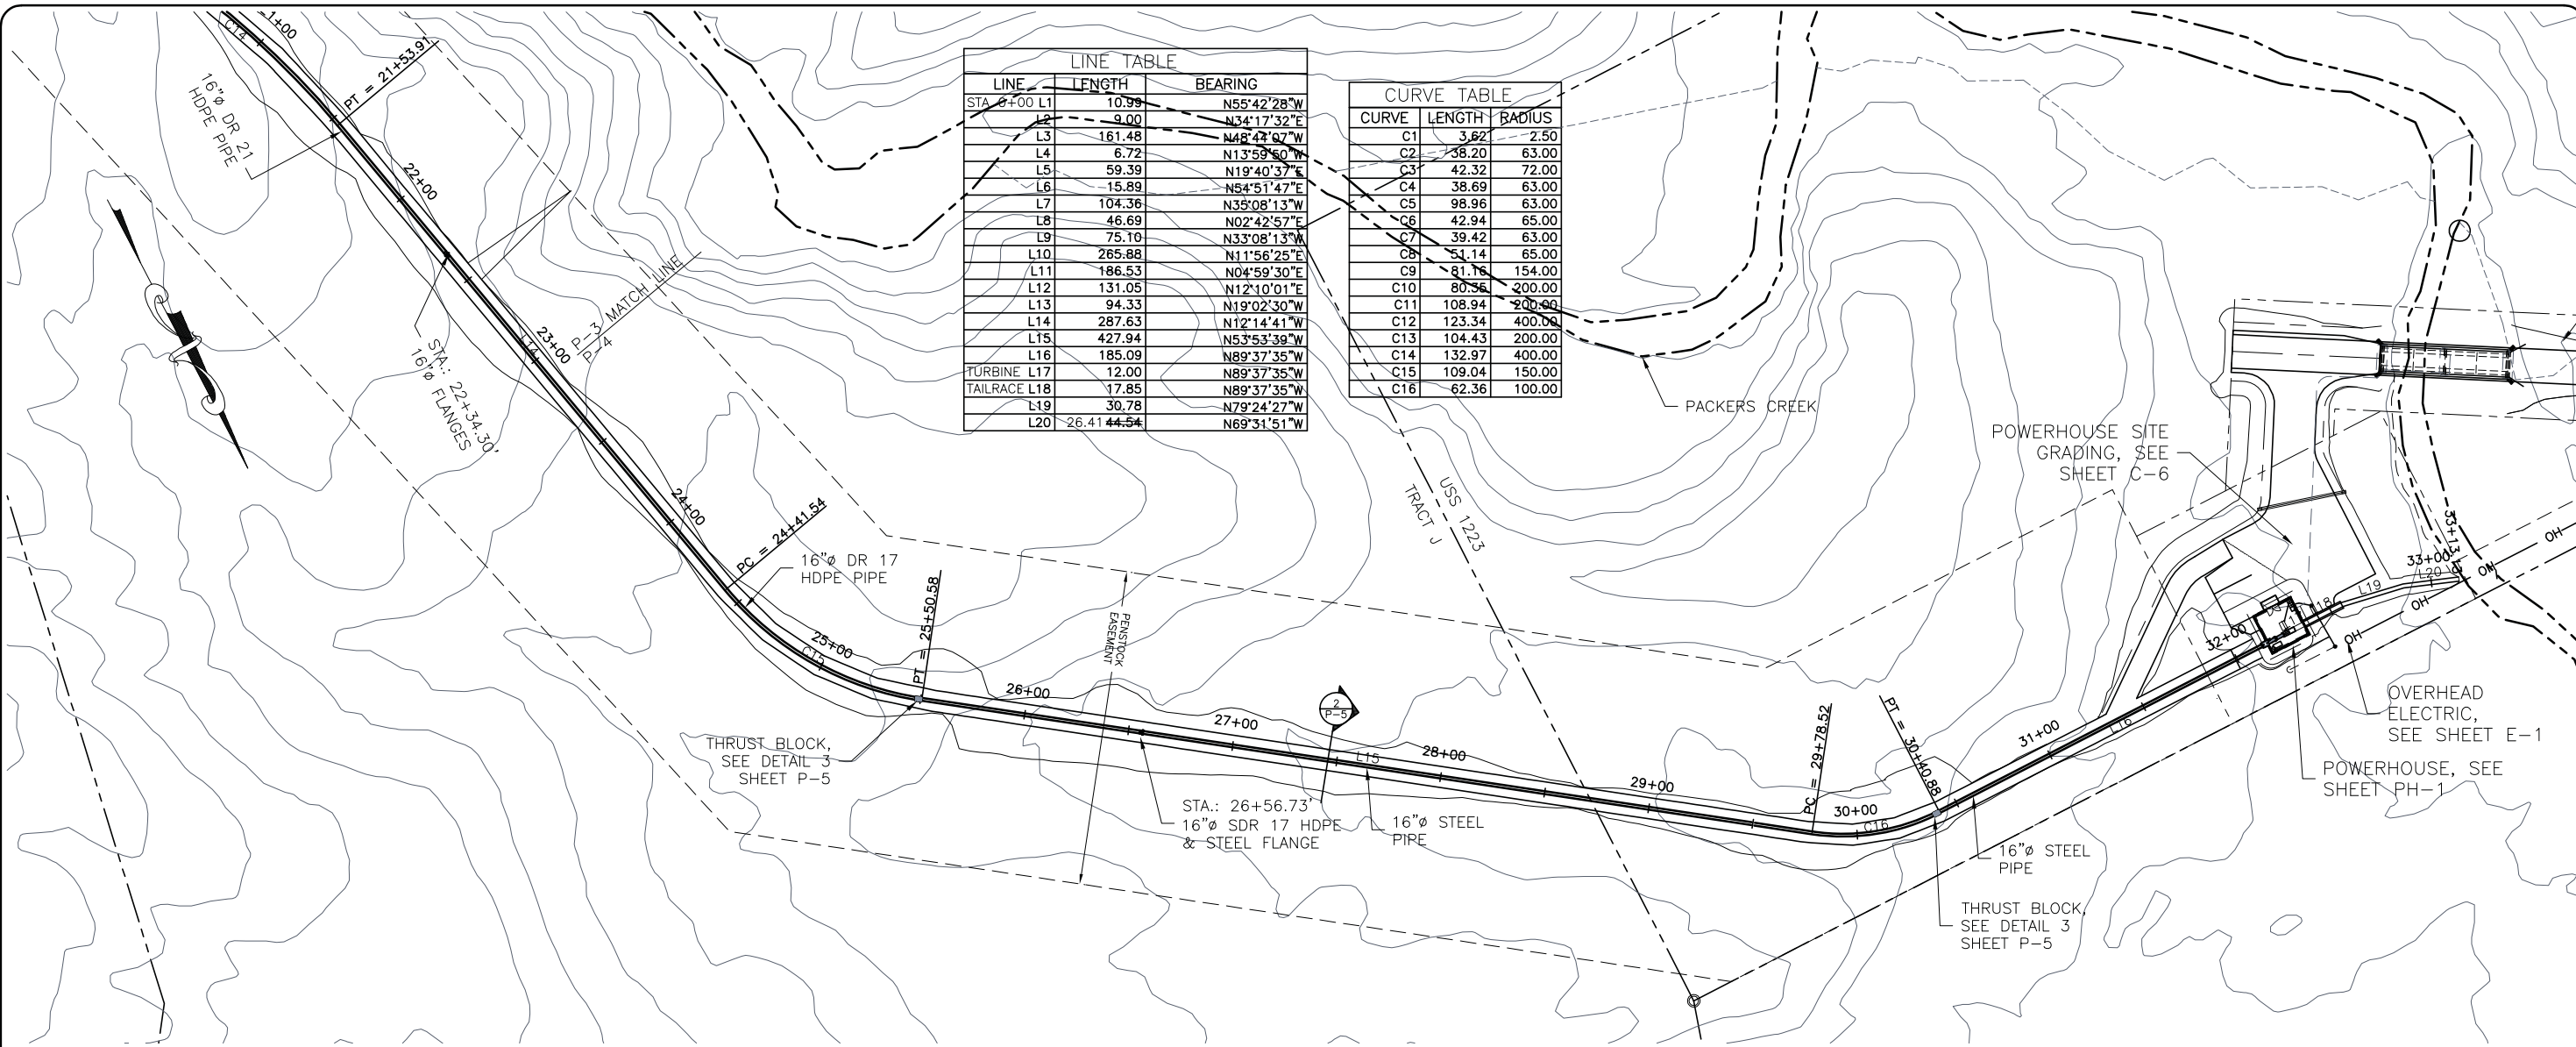 C14
21+00
PT = 21+53.91
16"ø DR 21
HDPE PIPE
22+00
P-3 MATCH LINE
P-4
STA.: 22+34.30'
16"ø FLANGES
L14
23+00
24+00
PC = 24+41.54
16"ø DR 17
HDPE PIPE
LINE TABLE
LINE LENGTH BEARING
STA 0+00 L1 10.99 N55°42'28"W
L2 9.00 N34°17'32"E
L3 161.48 N48°44'07"W
L4 6.72 N13°59'50"W
L5 59.39 N19°40'37"E
L6 15.89 N54°51'47"E
L7 104.36 N35°08'13"W
L8 46.69 N02°42'57"E
L9 75.10 N33°08'13"W
L10 265.88 N11°56'25"E
L11 186.53 N04°59'30"E
L12 131.05 N12°10'01"E
L13 94.33 N19°02'30"W
L14 287.63 N12°14'41"W
L15 427.94 N53°53'39"W
L16 185.09 N89°37'35"W
TURBINE L17 12.00 N89°37'35"W
TAILRACE L18 17.85 N89°37'35"W
L19 30.78 N79°24'27"W
L20 26.41 44.54 N69°31'51"W
CURVE TABLE
CURVE LENGTH RADIUS
C1 3.62 2.50
C2 38.20 63.00
C3 42.32 72.00
C4 38.69 63.00
C5 98.96 63.00
C6 42.94 65.00
C7 39.42 63.00
C8 51.14 65.00
C9 81.16 154.00
C10 80.35 200.00
C11 108.94 200.00
C12 123.34 400.00
C13 104.43 200.00
C14 132.97 400.00
C15 109.04 150.00
C16 62.36 100.00
PACKERS CREEK
USS 1223
TRACT J
POWERHOUSE SITE
GRADING, SEE
SHEET C-6
25+00
C15
PT = 25+50.58
THRUST BLOCK,
SEE DETAIL 3
SHEET P-5
26+00
PENSTOCK
EASEMENT
27+00
2
P-5
L15
28+00
STA.: 26+56.73'
16"ø SDR 17 HDPE
& STEEL FLANGE
16"ø STEEL
PIPE
29+00
PC = 29+78.52
30+00
C16
PT = 30+40.88
16"ø STEEL
PIPE
THRUST BLOCK,
SEE DETAIL 3
SHEET P-5
31+00
L16
32+00
L19
33+00
L20
OH
OH
OH
OH
OVERHEAD
ELECTRIC,
SEE SHEET E-1
POWERHOUSE, SEE
SHEET PH-1